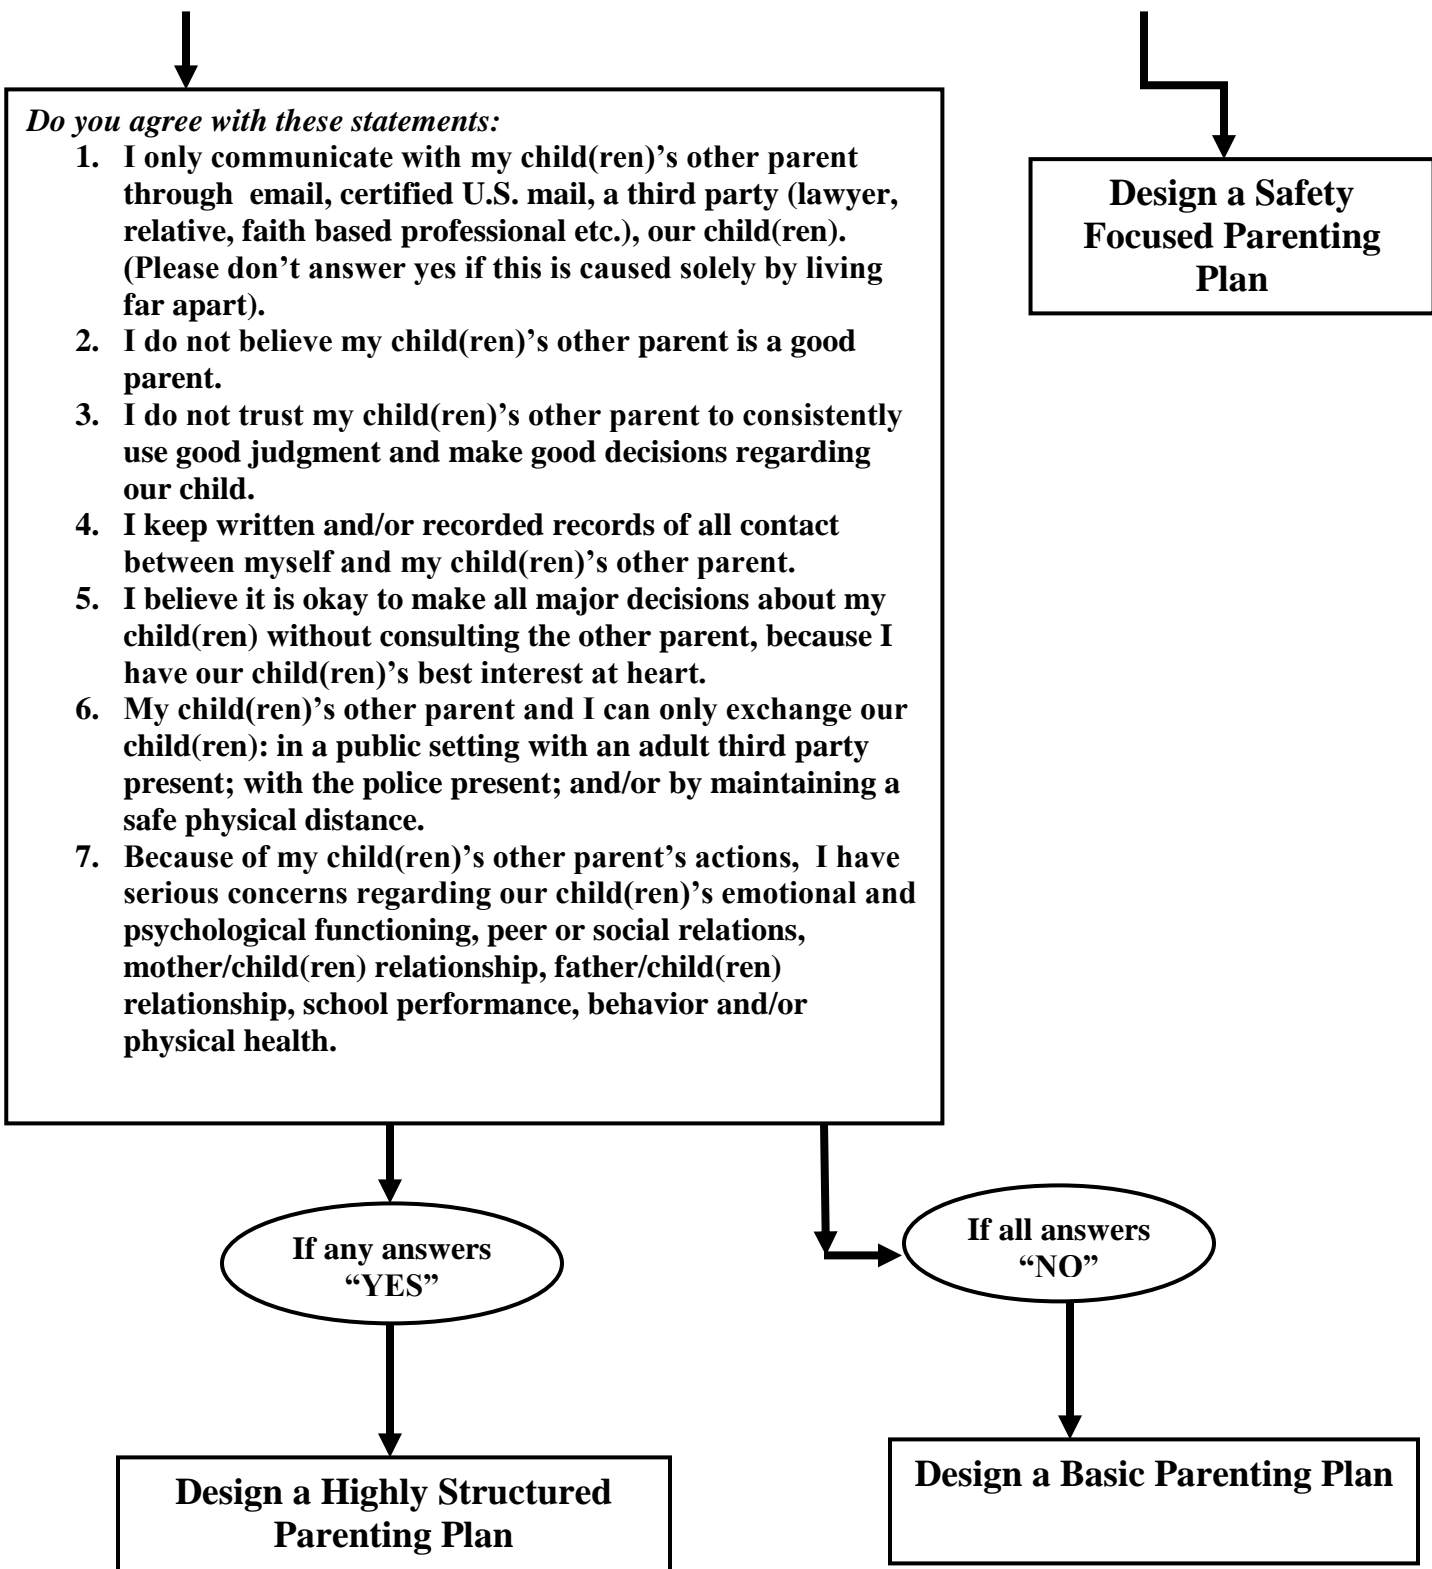 Do you agree with these statements:
1. I only communicate with my child(ren)’s other parent
through email, certified U.S. mail, a third party (lawyer,
relative, faith based professional etc.), our child(ren).
(Please don’t answer yes if this is caused solely by living
far apart).
2. I do not believe my child(ren)’s other parent is a good
parent.
3. I do not trust my child(ren)’s other parent to consistently
use good judgment and make good decisions regarding
our child.
4. I keep written and/or recorded records of all contact
between myself and my child(ren)’s other parent.
5. I believe it is okay to make all major decisions about my
child(ren) without consulting the other parent, because I
have our child(ren)’s best interest at heart.
6. My child(ren)’s other parent and I can only exchange our
child(ren): in a public setting with an adult third party
present; with the police present; and/or by maintaining a
safe physical distance.
7. Because of my child(ren)’s other parent’s actions, I have
serious concerns regarding our child(ren)’s emotional and
psychological functioning, peer or social relations,
mother/child(ren) relationship, father/child(ren)
relationship, school performance, behavior and/or
physical health.
Design a Safety
Focused Parenting
Plan
If any answers
“YES”
If all answers
“NO”
Design a Highly Structured
Parenting Plan
Design a Basic Parenting Plan